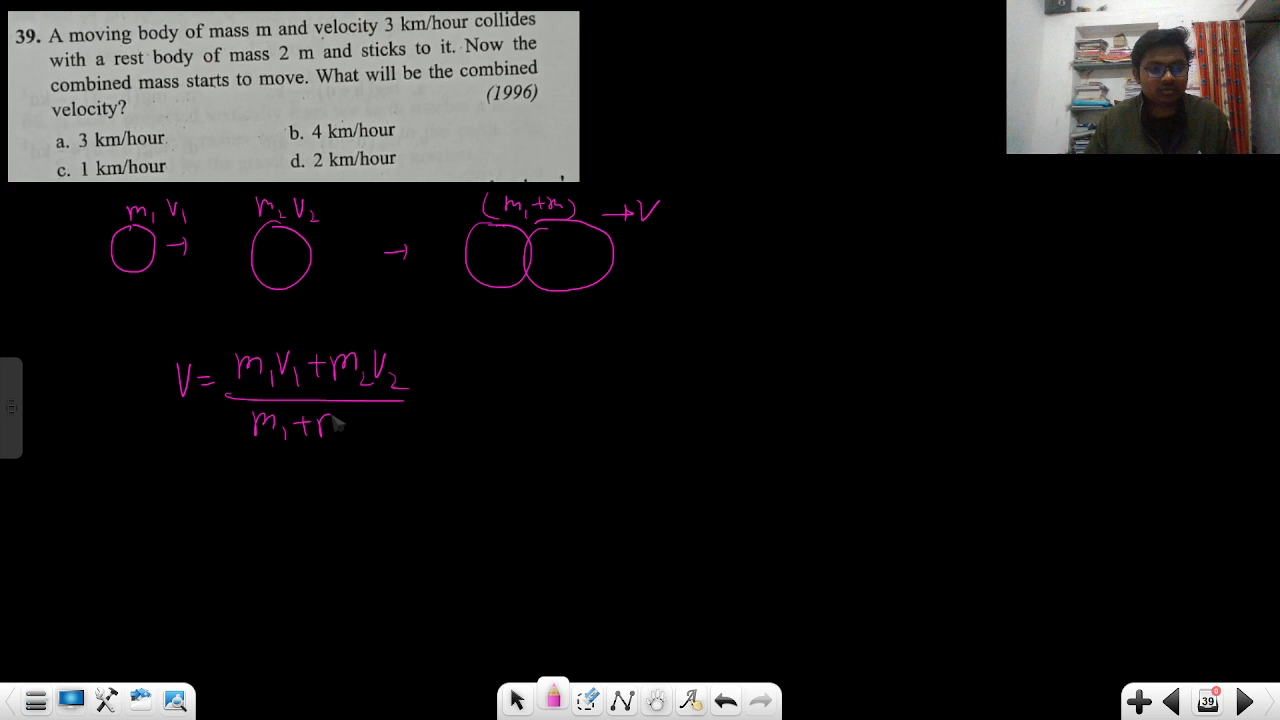 39. A moving body of mass m and velocity 3 km/hour collides
with a rest body of mass 2 m and sticks to it. Now the
combined mass starts to move. What will be the combined
velocity? (1996)
a. 3 km/hour b. 4 km/hour
c. 1 km/hour d. 2 km/hour
m₁ v₁ m₂ v₂ → (m₁+m) → V
→
V = m₁v₁+m₂v₂
m₁+
39
0